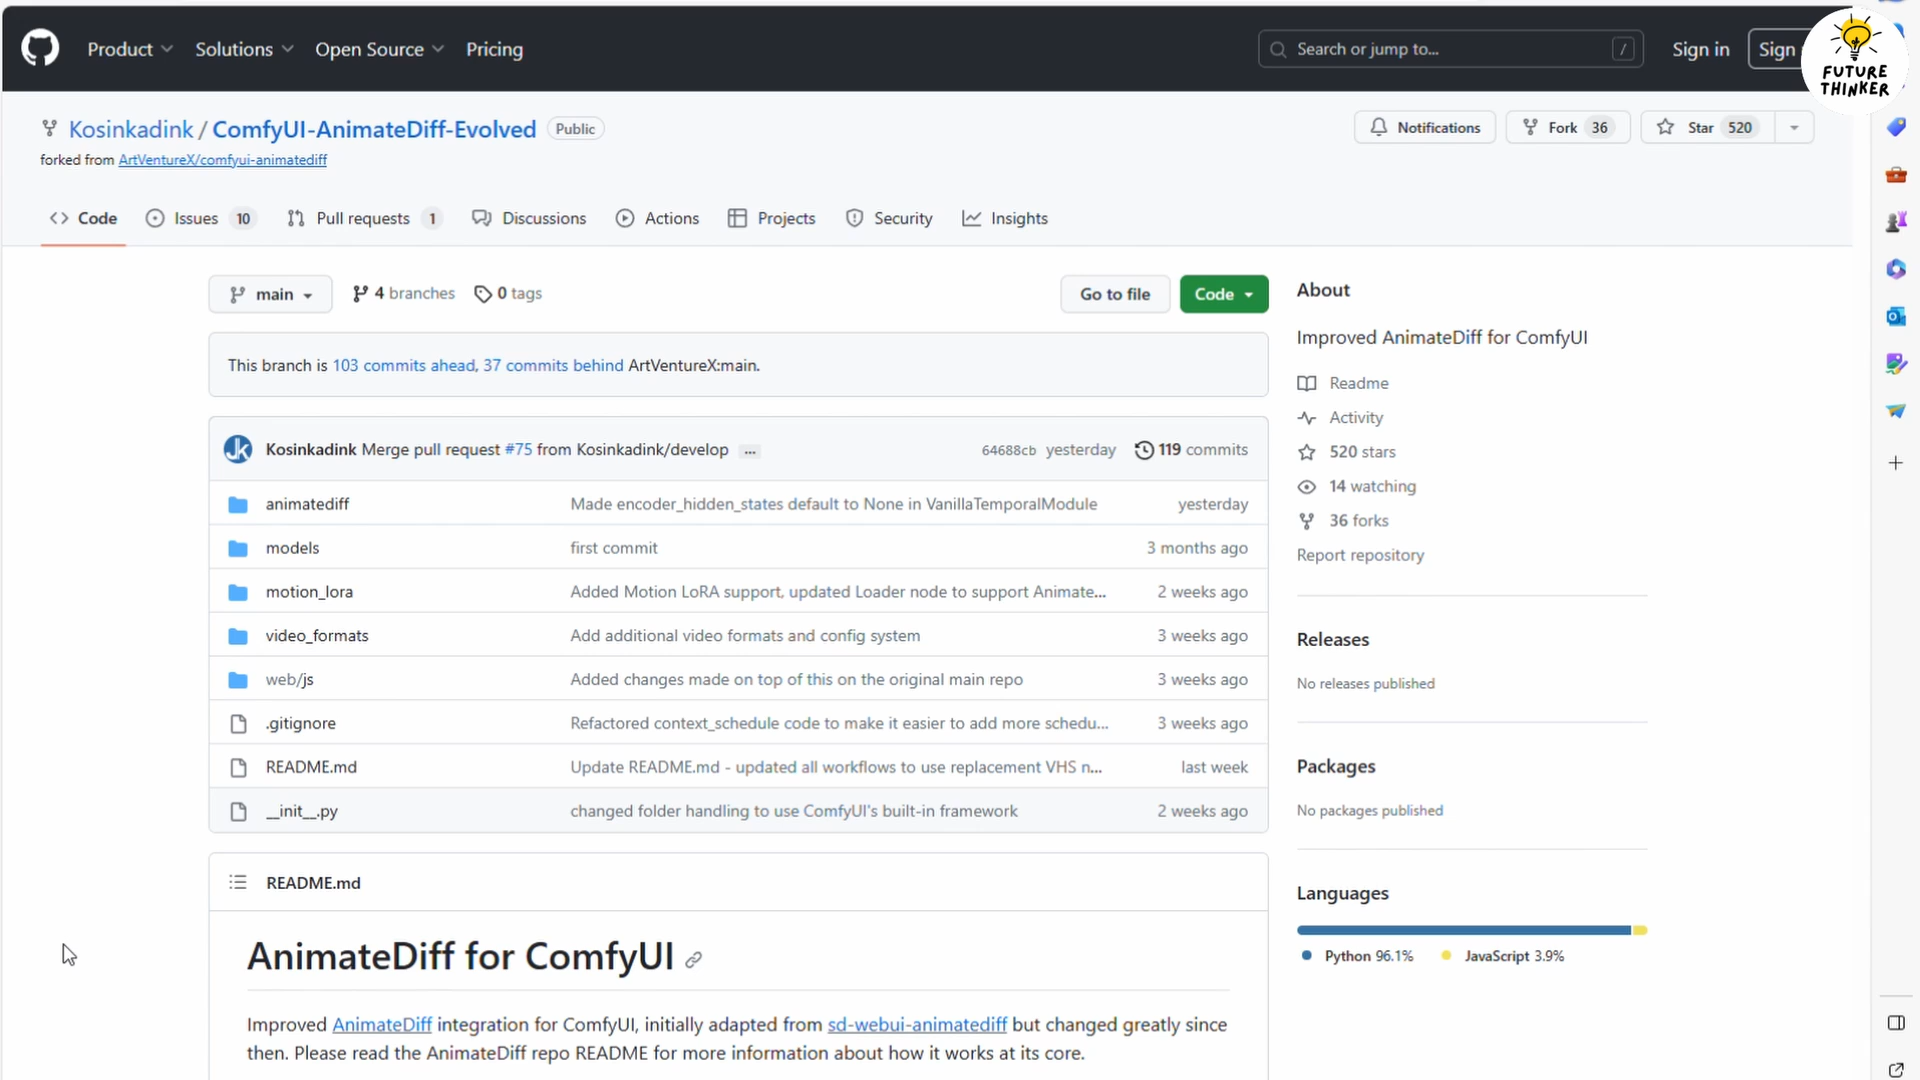 Product Solutions Open Source Pricing Search or jump to... / Sign in Sign
FUTURE
THINKER
Kosinkadink / ComfyUI-AnimateDiff-Evolved Public Notifications Fork 36 Star 520
forked from ArtVentureX/comfyui-animatediff
Code Issues 10 Pull requests 1 Discussions Actions Projects Security Insights
main 4 branches 0 tags Go to file Code
This branch is 103 commits ahead, 37 commits behind ArtVentureX:main.
Kosinkadink Merge pull request #75 from Kosinkadink/develop ... 64688cb yesterday 119 commits
animatediff Made encoder_hidden_states default to None in VanillaTemporalModule yesterday
models first commit 3 months ago
motion_lora Added Motion LoRA support, updated Loader node to support Animate... 2 weeks ago
video_formats Add additional video formats and config system 3 weeks ago
web/js Added changes made on top of this on the original main repo 3 weeks ago
.gitignore Refactored context_schedule code to make it easier to add more schedu... 3 weeks ago
README.md Update README.md - updated all workflows to use replacement VHS n... last week
__init__.py changed folder handling to use ComfyUI's built-in framework 2 weeks ago
README.md
AnimateDiff for ComfyUI
Improved AnimateDiff integration for ComfyUI, initially adapted from sd-webui-animatediff but changed greatly since
then. Please read the AnimateDiff repo README for more information about how it works at its core.
About
Improved AnimateDiff for ComfyUI
Readme
Activity
520 stars
14 watching
36 forks
Report repository
Releases
No releases published
Packages
No packages published
Languages
Python 96.1% JavaScript 3.9%